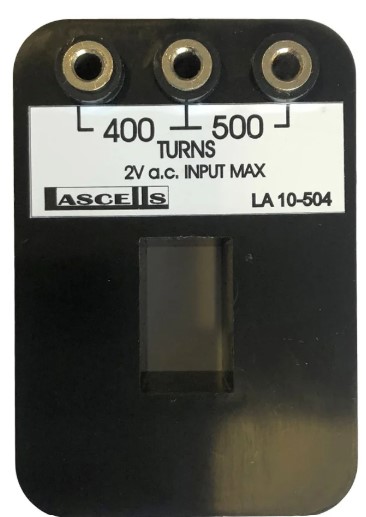 400 500
TURNS
2V a.c. INPUT MAX
LASCELLS LA 10-504